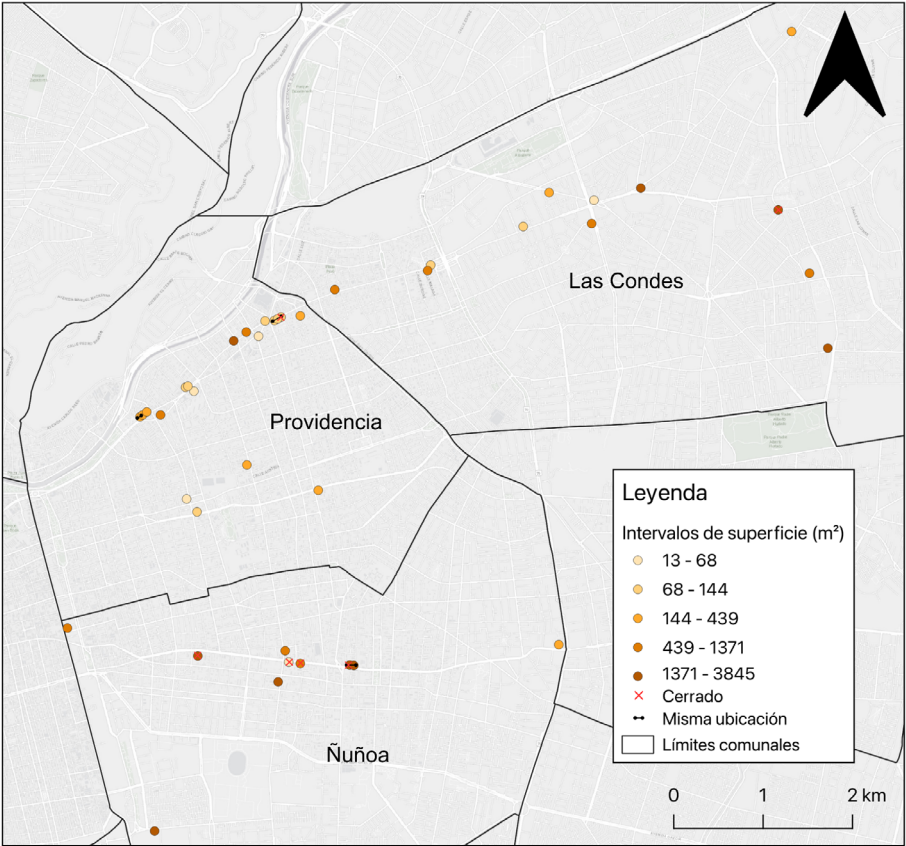 Las Condes
Providencia
Ñuñoa
Leyenda
Intervalos de superficie (m²)
13 - 68
68 - 144
144 - 439
439 - 1371
1371 - 3845
Cerrado
Misma ubicación
Límites comunales
0 1 2 km